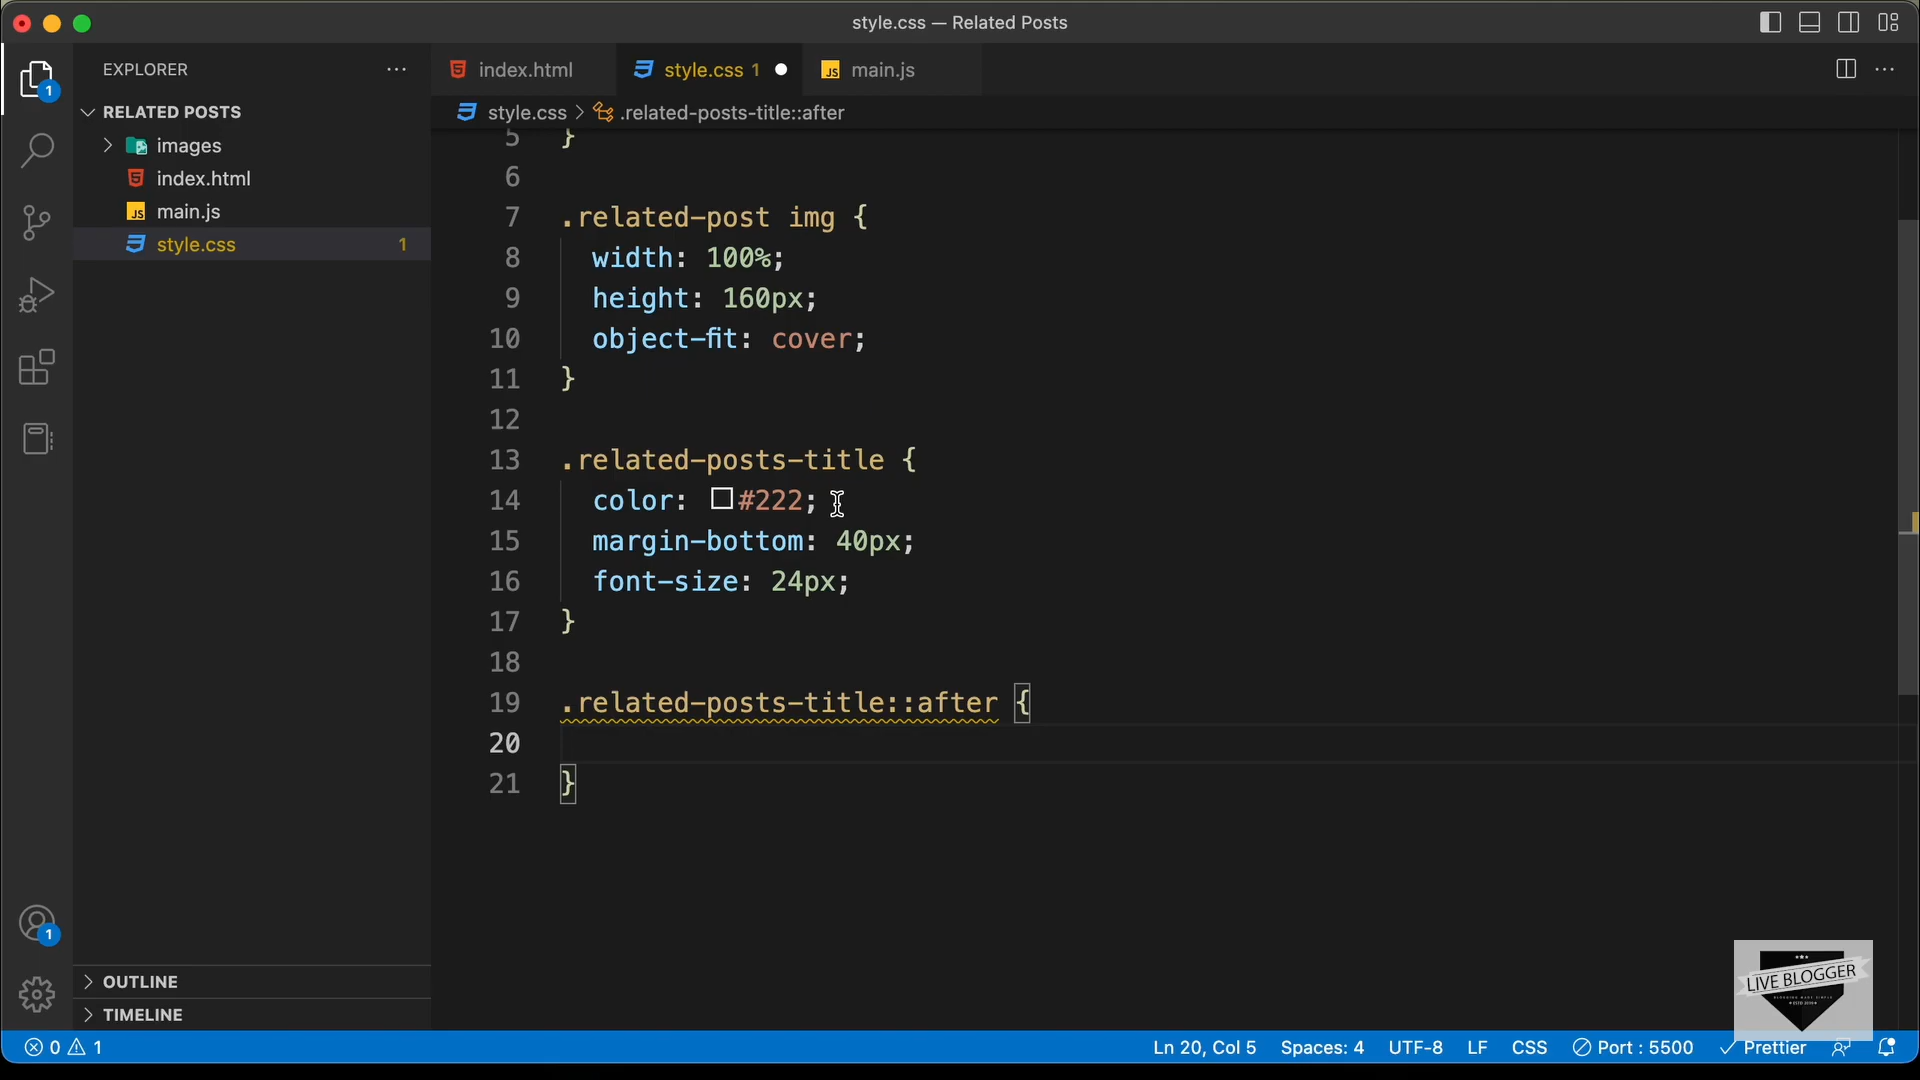 style.css — Related Posts
EXPLORER
index.html
style.css 1
main.js
RELATED POSTS
style.css > .related-posts-title::after
images
index.html
main.js
style.css 1
5 }
6
7 .related-post img {
8 width: 100%;
9 height: 160px;
10 object-fit: cover;
11 }
12
13 .related-posts-title {
14 color: #222;
15 margin-bottom: 40px;
16 font-size: 24px;
17 }
18
19 .related-posts-title::after {
20
21 }
1
1
OUTLINE
TIMELINE
LIVE BLOGGER
0 1
Ln 20, Col 5
Spaces: 4
UTF-8
LF
CSS
Port : 5500
Prettier